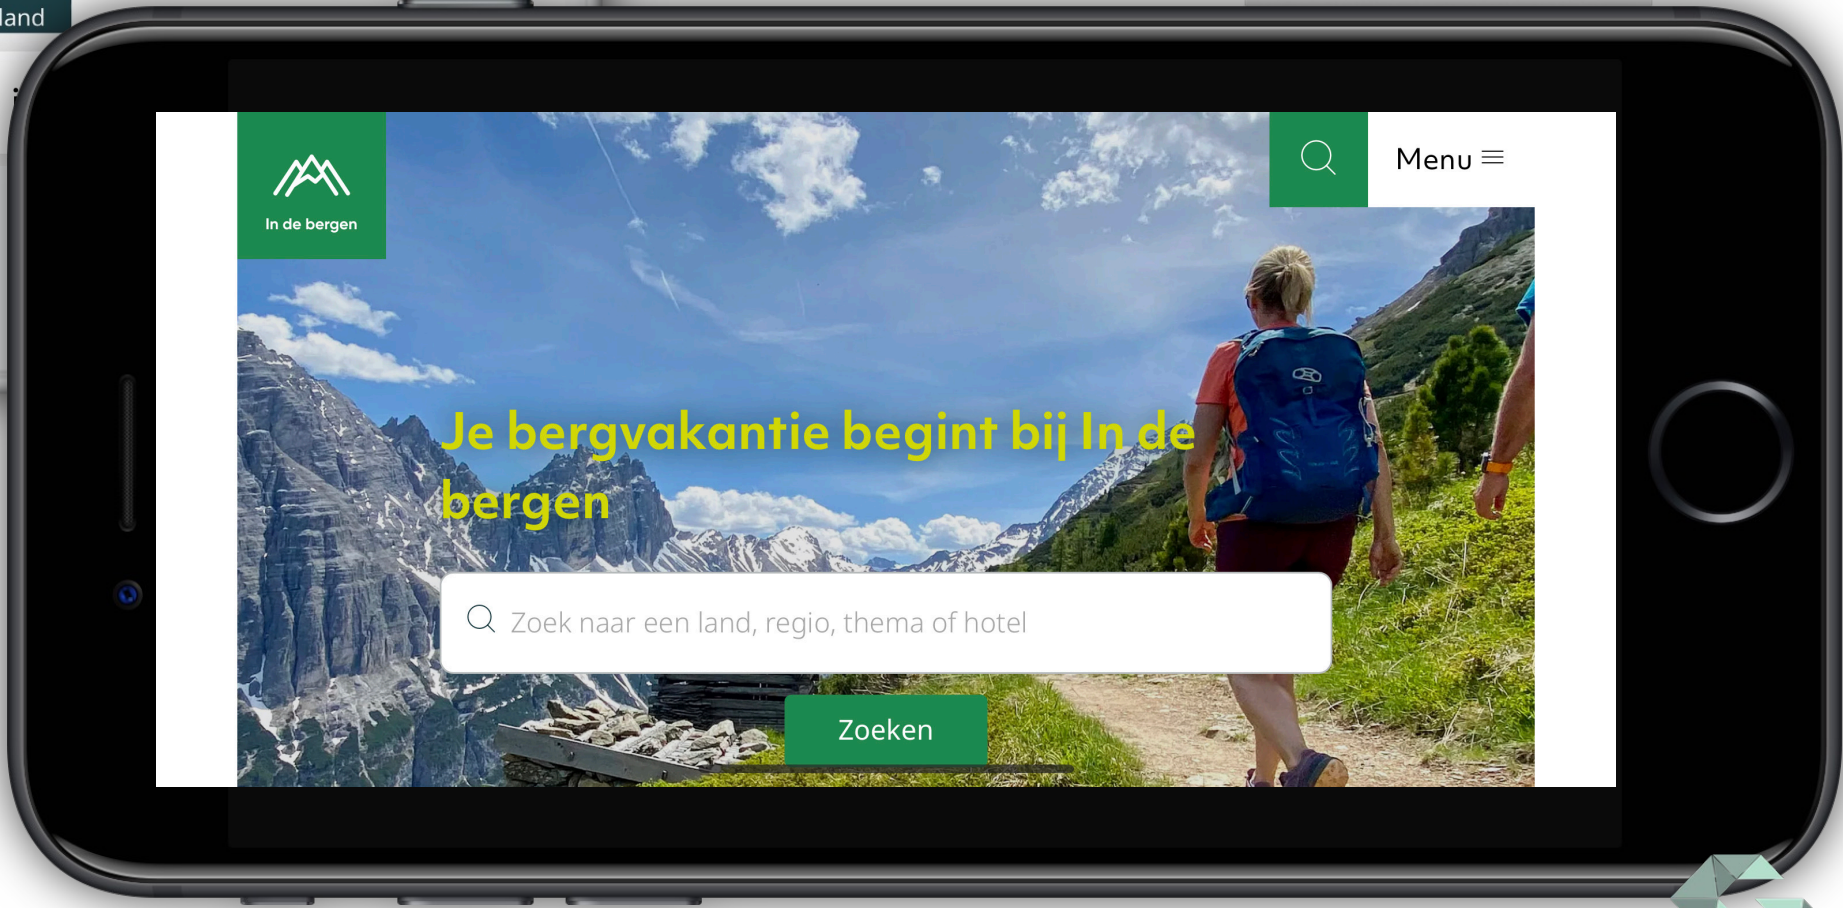 land
In de bergen
Menu
Je bergvakantie begint bij In de
bergen
Zoek naar een land, regio, thema of hotel
Zoeken